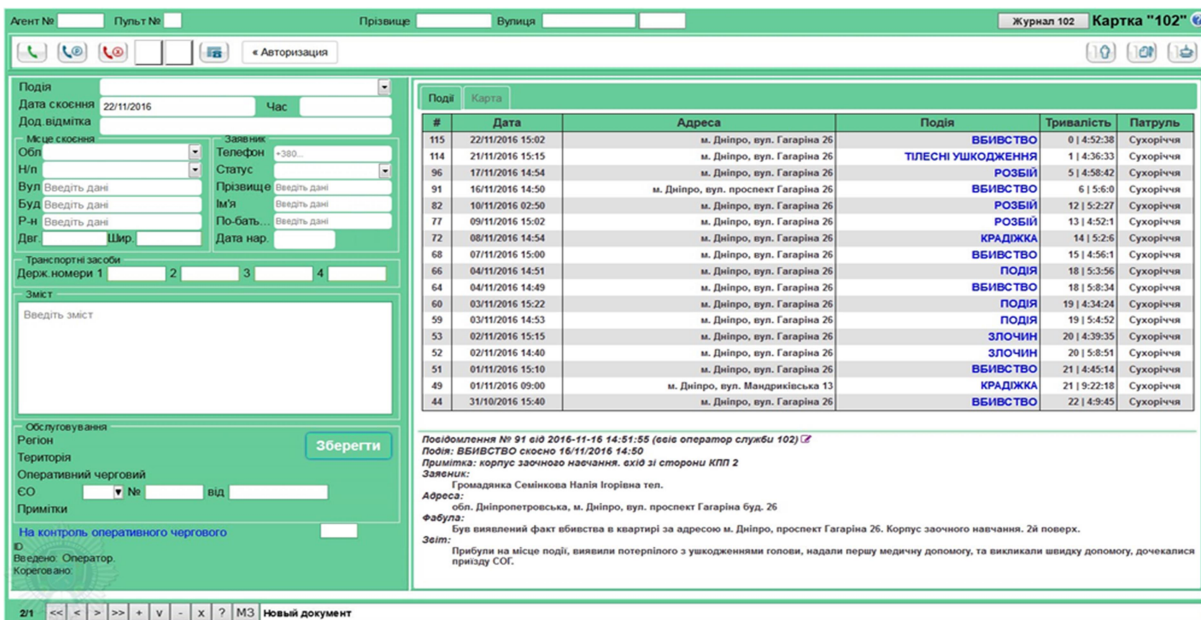 Агент № Пульт № Прізвище Вулиця Журнал 102 Картка "102"
« Авторизация
Подія
Дата скоєння 22/11/2016 Час
Дод.відмітка
Місце скоєння
Обл
Н/п
Вул Введіть дані
Буд Введіть дані
Р-н Введіть дані
Двг. Шир.
Заявник
Телефон +380...
Статус
Прізвище Введіть дані
Ім'я Введіть дані
По-бать... Введіть дані
Дата нар.
Транспортні засоби
Держ.номери 1 2 3 4
Зміст
Введіть зміст
Обслуговування
Регіон
Зберегти
Територія
Оперативний черговий
ЄО № від
Примітки
На контроль оперативного чергового
ID
Введено: Оператор.
Кореговано:
Події Карта
# Дата Адреса Подія Тривалість Патруль
115 22/11/2016 15:02 м. Дніпро, вул. Гагаріна 26 ВБИВСТВО 0 | 4:52:38 Сухоріччя
114 21/11/2016 15:15 м. Дніпро, вул. Гагаріна 26 ТІЛЕСНІ УШКОДЖЕННЯ 1 | 4:36:33 Сухоріччя
96 17/11/2016 14:54 м. Дніпро, вул. Гагаріна 26 РОЗБІЙ 5 | 4:58:42 Сухоріччя
91 16/11/2016 14:50 м. Дніпро, вул. проспект Гагаріна 26 ВБИВСТВО 6 | 5:6:0 Сухоріччя
82 10/11/2016 02:50 м. Дніпро, вул. Гагаріна 26 РОЗБІЙ 12 | 5:2:27 Сухоріччя
77 09/11/2016 15:02 м. Дніпро, вул. Гагаріна 26 РОЗБІЙ 13 | 4:52:1 Сухоріччя
72 08/11/2016 14:54 м. Дніпро, вул. Гагаріна 26 КРАДІЖКА 14 | 5:2:6 Сухоріччя
68 07/11/2016 15:00 м. Дніпро, вул. Гагаріна 26 ВБИВСТВО 15 | 4:56:1 Сухоріччя
66 04/11/2016 14:51 м. Дніпро, вул. Гагаріна 26 ПОДІЯ 18 | 5:3:56 Сухоріччя
64 04/11/2016 14:49 м. Дніпро, вул. Гагаріна 26 ВБИВСТВО 18 | 5:8:34 Сухоріччя
60 03/11/2016 15:22 м. Дніпро, вул. Гагаріна 26 ПОДІЯ 19 | 4:34:24 Сухоріччя
59 03/11/2016 14:53 м. Дніпро, вул. Гагаріна 26 ПОДІЯ 19 | 5:4:52 Сухоріччя
53 02/11/2016 15:15 м. Дніпро, вул. Гагаріна 26 ЗЛОЧИН 20 | 4:39:35 Сухоріччя
52 02/11/2016 14:40 м. Дніпро, вул. Гагаріна 26 ЗЛОЧИН 20 | 5:8:51 Сухоріччя
51 01/11/2016 15:10 м. Дніпро, вул. Гагаріна 26 ВБИВСТВО 21 | 4:45:14 Сухоріччя
49 01/11/2016 09:00 м. Дніпро, вул. Мандриківська 13 КРАДІЖКА 21 | 9:22:18 Сухоріччя
44 31/10/2016 15:40 м. Дніпро, вул. Гагаріна 26 ВБИВСТВО 22 | 4:9:45 Сухоріччя
Повідомлення № 91 від 2016-11-16 14:51:55 (ввів оператор служби 102)
Подія: ВБИВСТВО скоєно 16/11/2016 14:50
Примітка: корпус заочного навчання. вхід зі сторони КПП 2
Заявник:
Громадянка Семінкова Налія Ігорівна тел.
Адреса:
обл. Дніпропетровська, м. Дніпро, вул. проспект Гагаріна буд. 26
Фабула:
Був виявлений факт вбивства в квартирі за адресою м. Дніпро, проспект Гагаріна 26. Корпус заочного навчання. 2й поверх.
Звіт:
Прибули на місце події, виявили потерпілого з ушкодженнями голови, надали першу медичну допомогу, та викликали швидку допомогу, дочекалися
приїзду СОГ.
2/1 << < > >> + v - x ? МЗ Новый документ